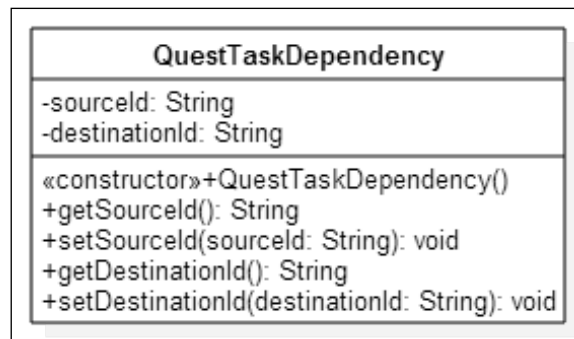 QuestTaskDependency
-sourceId: String
-destinationId: String
«constructor»+QuestTaskDependency()
+getSourceId(): String
+setSourceId(sourceId: String): void
+getDestinationId(): String
+setDestinationId(destinationId: String): void